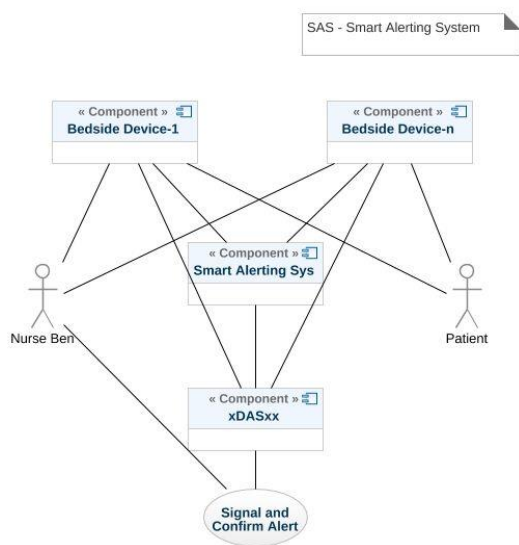 SAS - Smart Alerting System
« Component »
Bedside Device-1
« Component »
Bedside Device-n
« Component »
Smart Alerting Sys
Nurse Ben
Patient
« Component »
xDASxx
Signal and
Confirm Alert